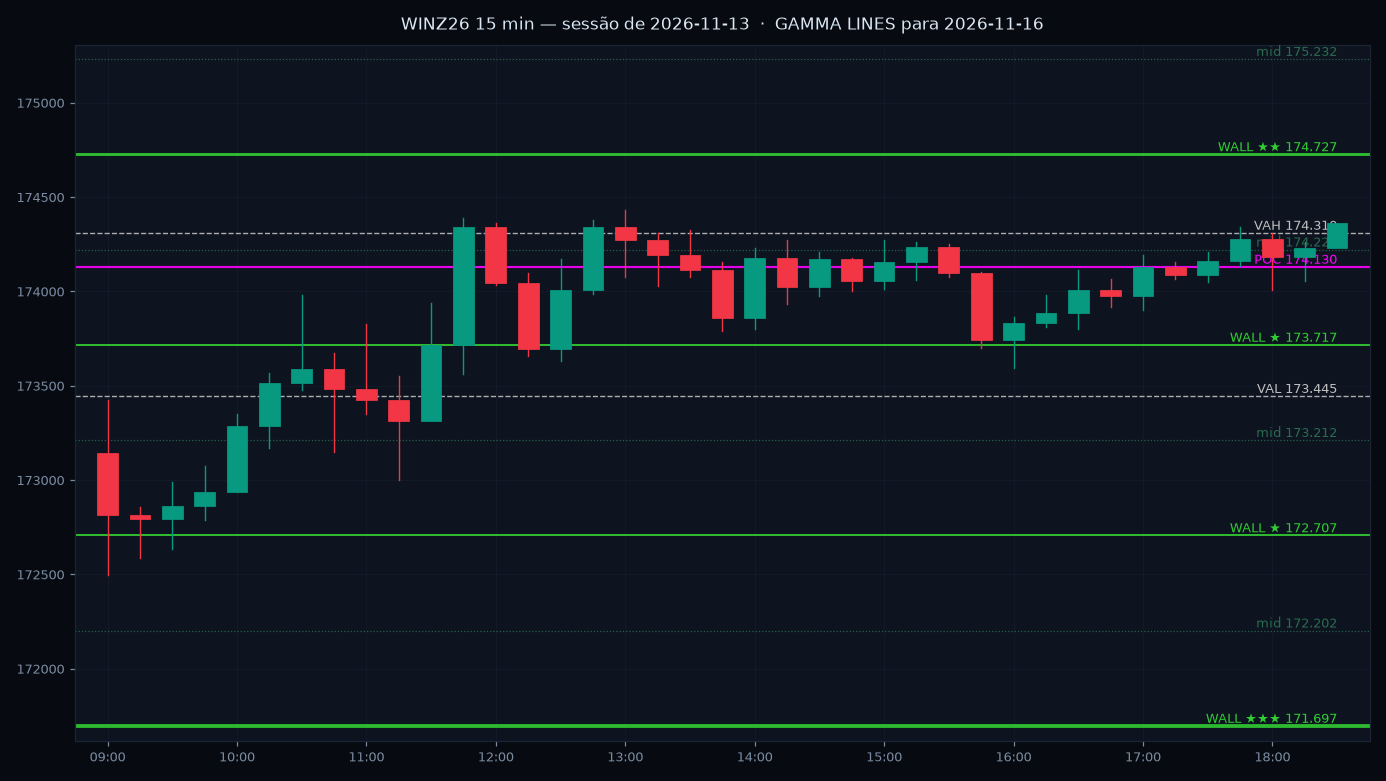 WINZ26 15 min — sessão de 2026-11-13 · GAMMA LINES para 2026-11-16
mid 175.232
175000
WALL ★★ 174.727
174500
VAH 174.310
POC 174.130
174000
WALL ★ 173.717
173500
VAL 173.445
mid 173.212
173000
WALL ★ 172.707
172500
mid 172.202
172000
WALL ★★★ 171.697
09:00 10:00 11:00 12:00 13:00 14:00 15:00 16:00 17:00 18:00